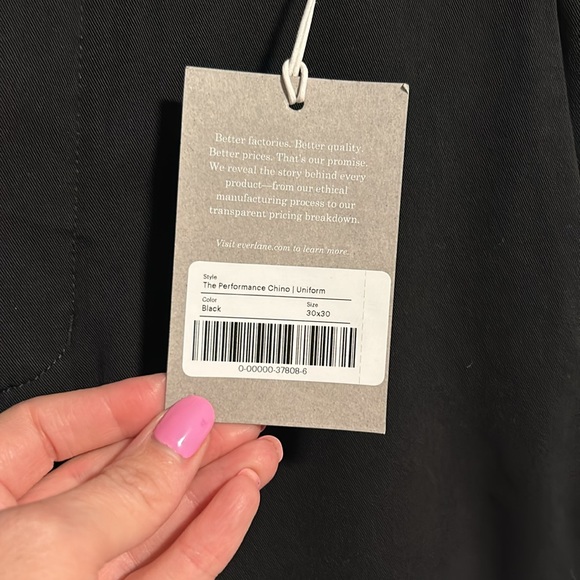 Better factories. Better quality.
Better prices. That's our promise.
We reveal the story behind every
product—from our ethical
manufacturing process to our
transparent pricing breakdown.
Visit everlane.com to learn more.
Style
The Performance Chino | Uniform
Color Size
Black 30x30
0-00000-37808-6